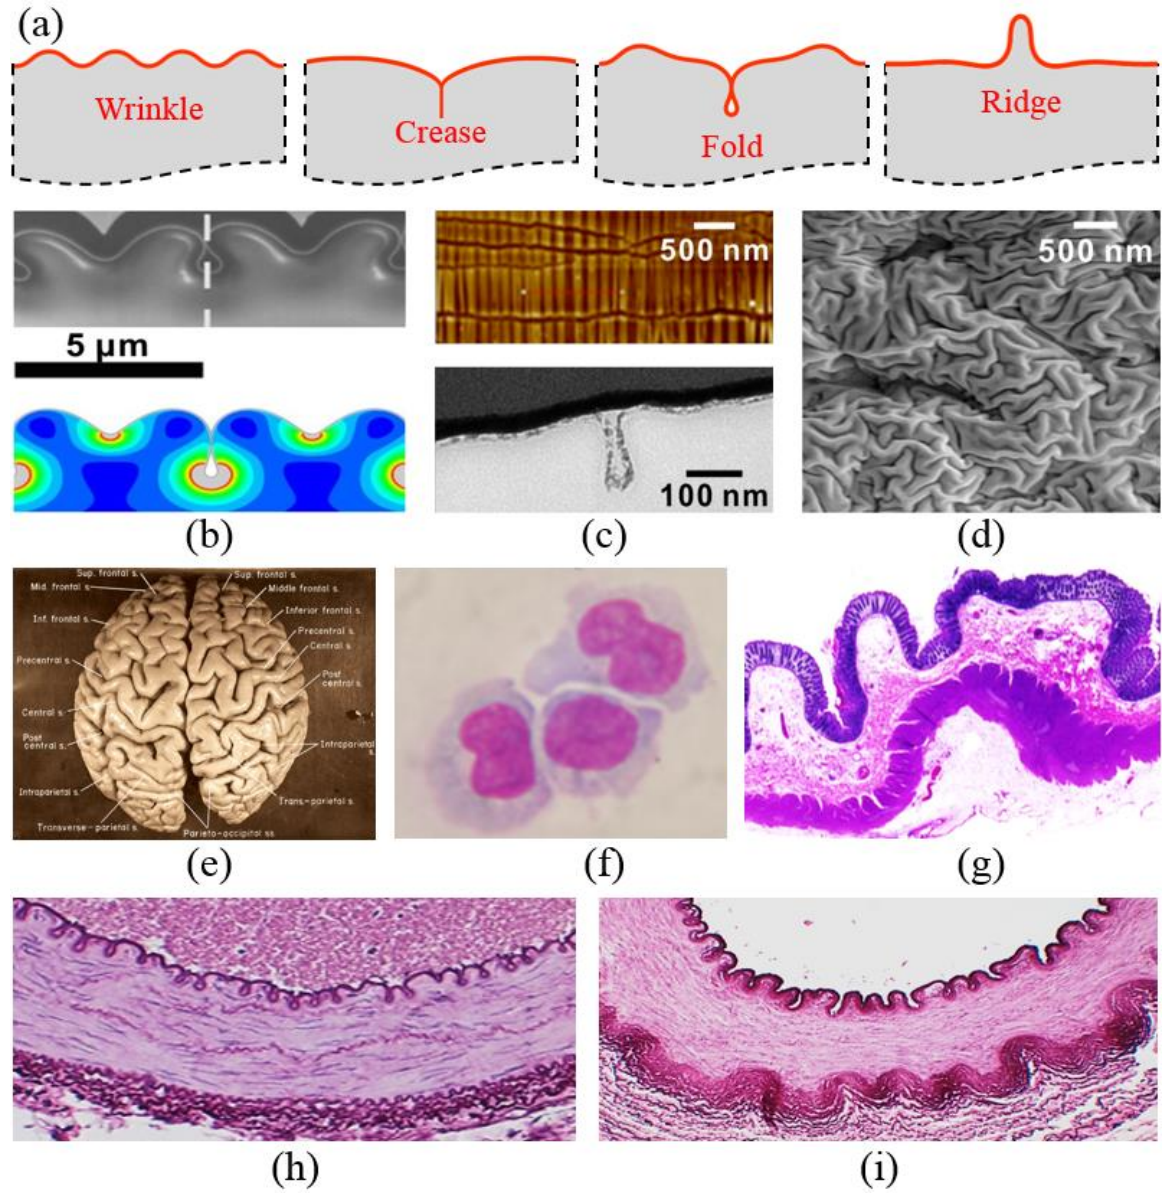 (a)
Wrinkle
Crease
Fold
Ridge
5 µm
500 nm
100 nm
500 nm
(b)
(c)
(d)
Sup. frontal s.
Mid. frontal s.
Inf. frontal s.
Precentral s.
Central s.
Post
central s.
Intraparietal s.
Transverse-parietal s.
Sup. frontal s.
Middle frontal s.
Inferior frontal s.
Precentral s.
Central s.
Post
central s.
Intraparietal
s.
Trans-parietal s.
Parieto-occipital ss.
(e)
(f)
(g)
(h)
(i)